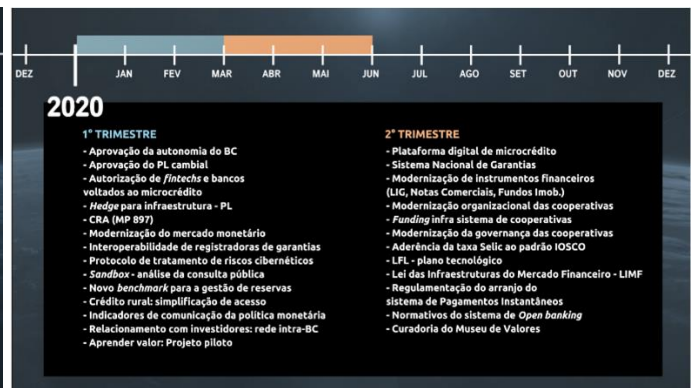 DEZ JAN FEV MAR ABR MAI JUN JUL AGO SET OUT NOV DEZ
2020
1° TRIMESTRE
- Aprovação da autonomia do BC
- Aprovação do PL cambial
- Autorização de fintechs e bancos
voltados ao microcrédito
- Hedge para infraestrutura - PL
- CRA (MP 897)
- Modernização do mercado monetário
- Interoperabilidade de registradoras de garantias
- Protocolo de tratamento de riscos cibernéticos
- Sandbox - análise da consulta pública
- Novo benchmark para a gestão de reservas
- Crédito rural: simplificação de acesso
- Indicadores de comunicação da política monetária
- Relacionamento com investidores: rede intra-BC
- Aprender valor: Projeto piloto
2° TRIMESTRE
- Plataforma digital de microcrédito
- Sistema Nacional de Garantias
- Modernização de instrumentos financeiros
(LIG, Notas Comerciais, Fundos Imob.)
- Modernização organizacional das cooperativas
- Funding infra sistema de cooperativas
- Modernização da governança das cooperativas
- Aderência da taxa Selic ao padrão IOSCO
- LFL - plano tecnológico
- Lei das Infraestruturas do Mercado Financeiro - LIMF
- Regulamentação do arranjo do
sistema de Pagamentos Instantâneos
- Normativos do sistema de Open banking
- Curadoria do Museu de Valores